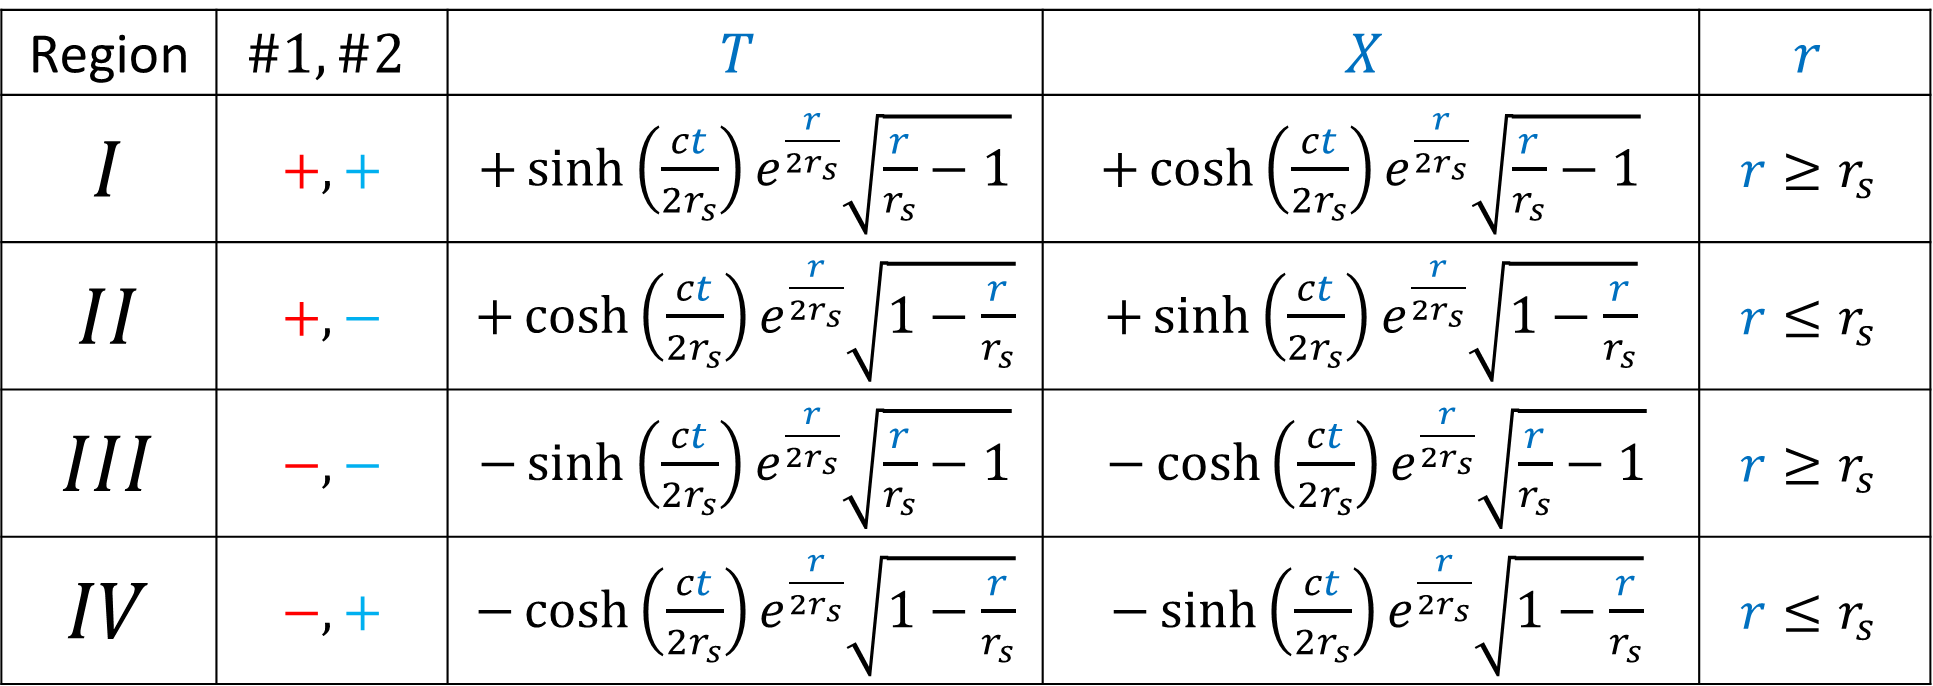 Region #1, #2 T X r
I +, + + sinh (ct/2r_s) e^{r/2r_s} √(r/r_s − 1) + cosh (ct/2r_s) e^{r/2r_s} √(r/r_s − 1) r ≥ r_s
II +, − + cosh (ct/2r_s) e^{r/2r_s} √(1 − r/r_s) + sinh (ct/2r_s) e^{r/2r_s} √(1 − r/r_s) r ≤ r_s
III −, − − sinh (ct/2r_s) e^{r/2r_s} √(r/r_s − 1) − cosh (ct/2r_s) e^{r/2r_s} √(r/r_s − 1) r ≥ r_s
IV −, + − cosh (ct/2r_s) e^{r/2r_s} √(1 − r/r_s) − sinh (ct/2r_s) e^{r/2r_s} √(1 − r/r_s) r ≤ r_s